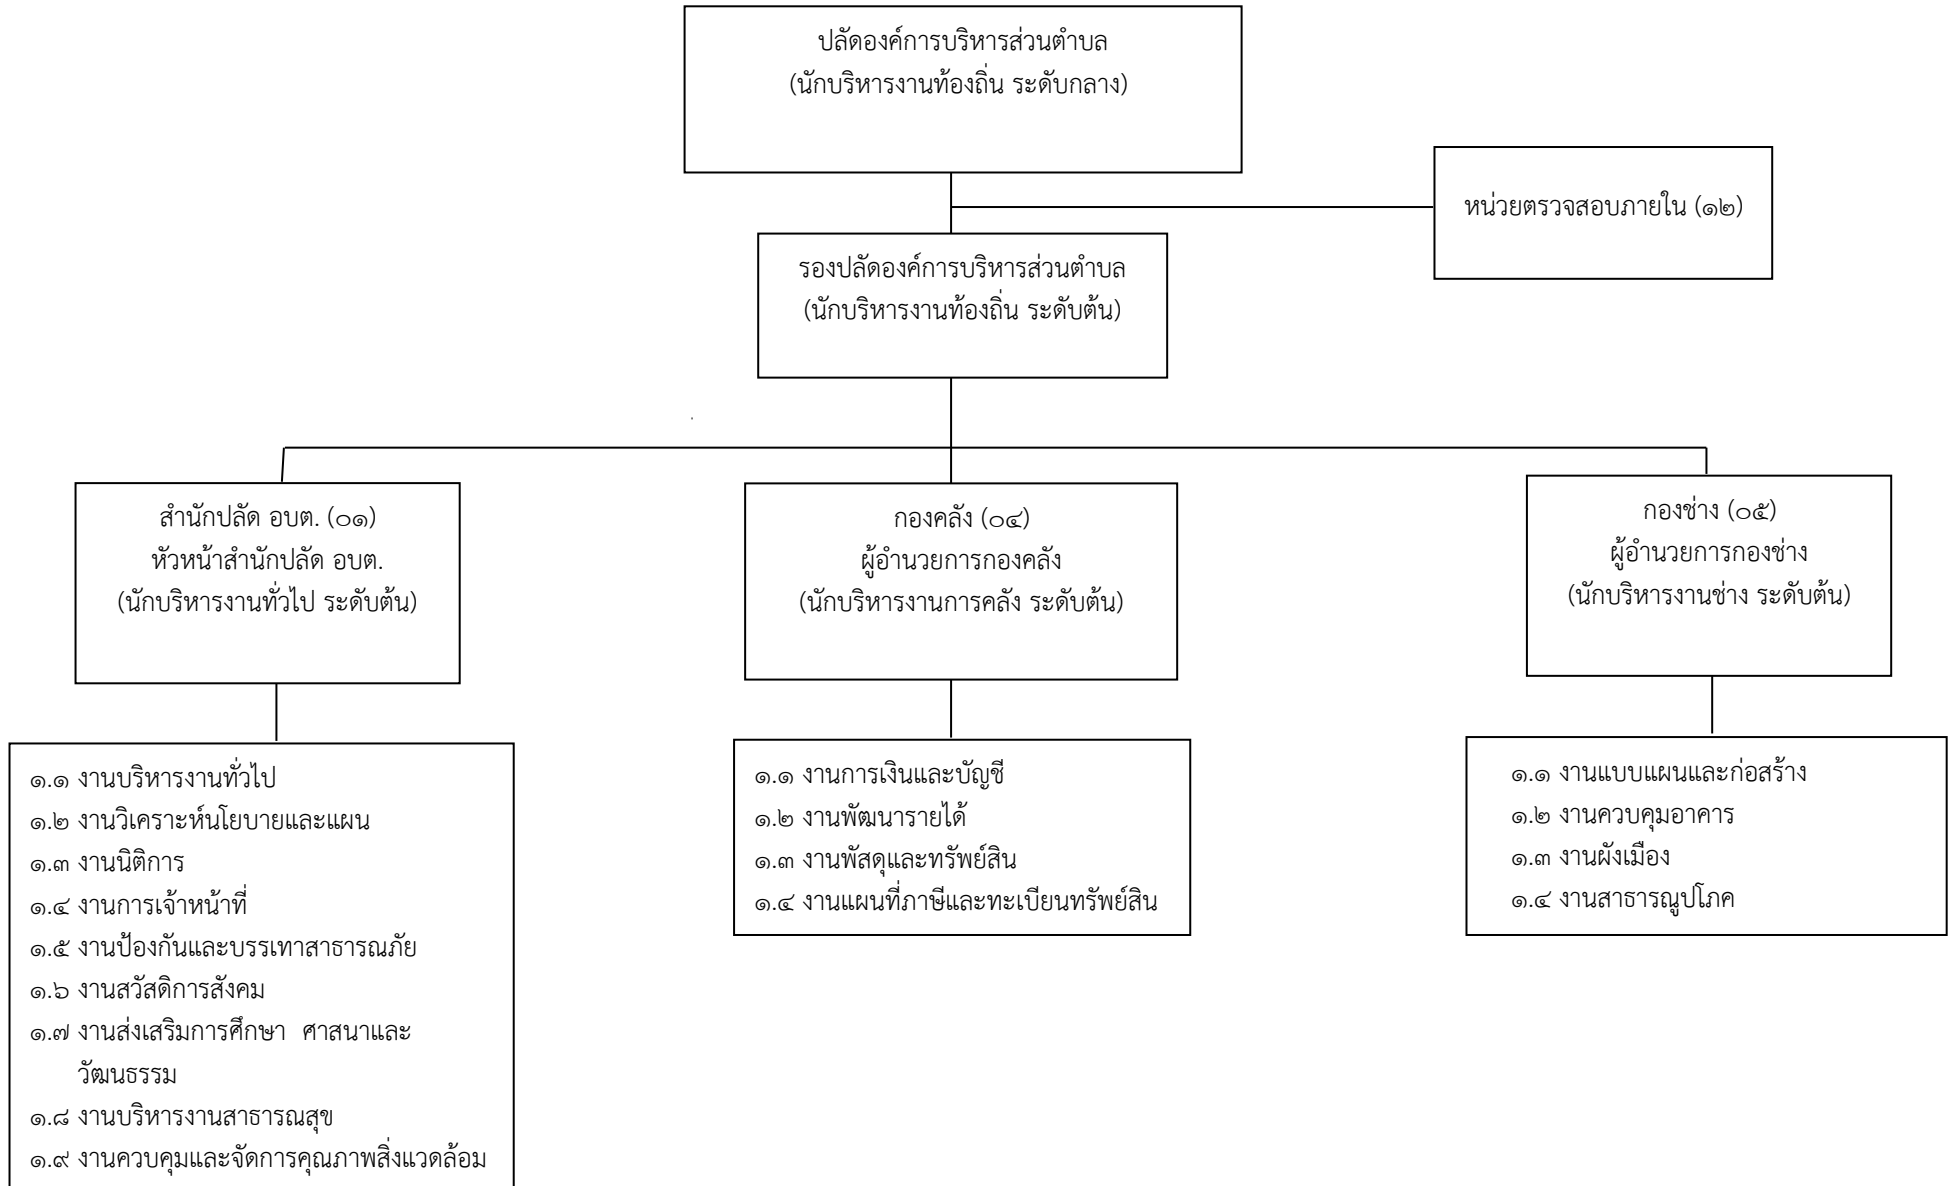 ปลัดองค์การบริหารส่วนตำบล
(นักบริหารงานท้องถิ่น ระดับกลาง)
หน่วยตรวจสอบภายใน (๑๒)
รองปลัดองค์การบริหารส่วนตำบล
(นักบริหารงานท้องถิ่น ระดับต้น)
สำนักปลัด อบต. (๐๑)
หัวหน้าสำนักปลัด อบต.
(นักบริหารงานทั่วไป ระดับต้น)
กองคลัง (๐๔)
ผู้อำนวยการกองคลัง
(นักบริหารงานการคลัง ระดับต้น)
กองช่าง (๐๕)
ผู้อำนวยการกองช่าง
(นักบริหารงานช่าง ระดับต้น)
๑.๑ งานบริหารงานทั่วไป
๑.๒ งานวิเคราะห์นโยบายและแผน
๑.๓ งานนิติการ
๑.๔ งานการเจ้าหน้าที่
๑.๕ งานป้องกันและบรรเทาสาธารณภัย
๑.๖ งานสวัสดิการสังคม
๑.๗ งานส่งเสริมการศึกษา ศาสนาและ
วัฒนธรรม
๑.๘ งานบริหารงานสาธารณสุข
๑.๙ งานควบคุมและจัดการคุณภาพสิ่งแวดล้อม
๑.๑ งานการเงินและบัญชี
๑.๒ งานพัฒนารายได้
๑.๓ งานพัสดุและทรัพย์สิน
๑.๔ งานแผนที่ภาษีและทะเบียนทรัพย์สิน
๑.๑ งานแบบแผนและก่อสร้าง
๑.๒ งานควบคุมอาคาร
๑.๓ งานผังเมือง
๑.๔ งานสาธารณูปโภค